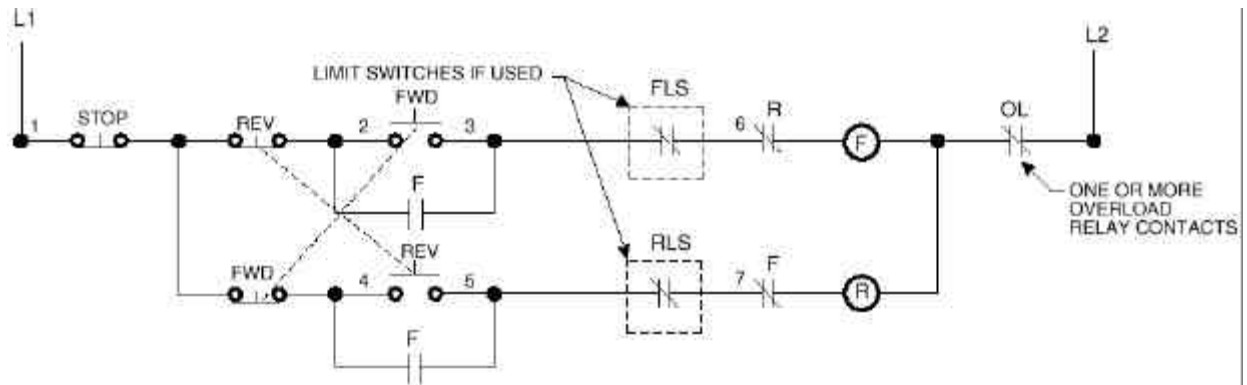 L1
L2
LIMIT SWITCHES IF USED
FWD
FLS
R
OL
1
STOP
REV
2
3
6
F
F
ONE OR MORE
OVERLOAD
RELAY CONTACTS
FWD
4
REV
5
RLS
7
F
R
F